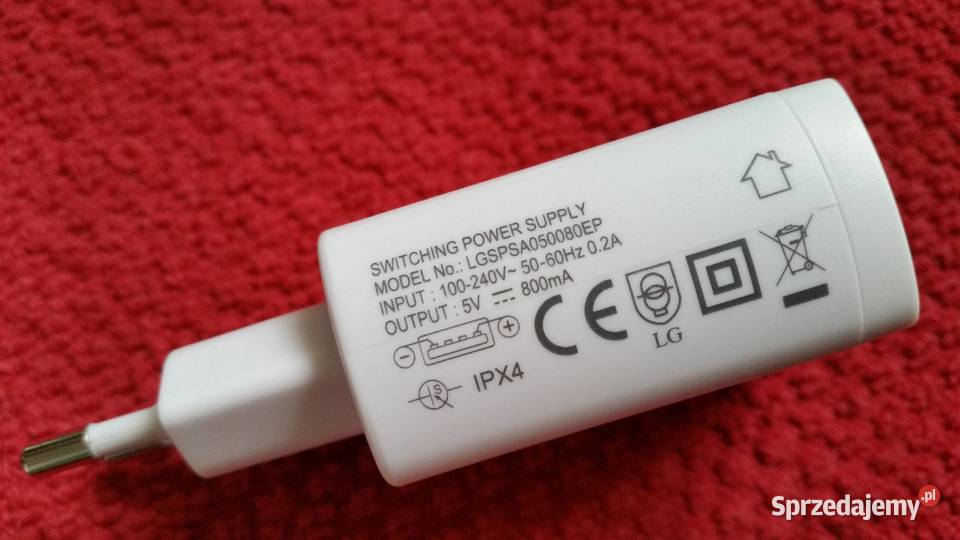 SWITCHING POWER SUPPLY
MODEL No.: LGSPSA050080EP
INPUT : 100-240V~ 50-60Hz 0.2A
OUTPUT : 5V ⎓ 800mA
IPX4
CE
LG
Sprzedajemy.pl